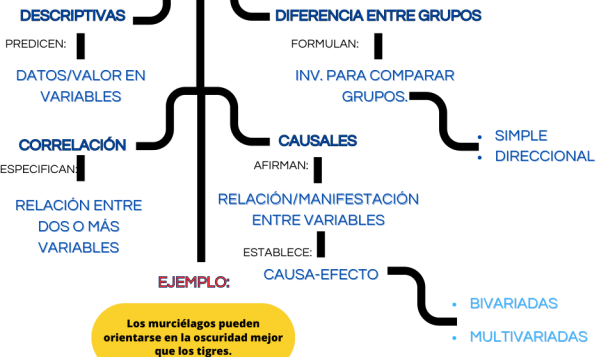 DESCRIPTIVAS
PREDICEN:
DATOS/VALOR EN
VARIABLES
DIFERENCIA ENTRE GRUPOS
FORMULAN:
INV. PARA COMPARAR
GRUPOS.
• SIMPLE
• DIRECCIONAL
CORRELACIÓN
ESPECIFICAN:
RELACIÓN ENTRE
DOS O MÁS
VARIABLES
CAUSALES
AFIRMAN:
RELACIÓN/MANIFESTACIÓN
ENTRE VARIABLES
ESTABLECE:
CAUSA-EFECTO
• BIVARIADAS
• MULTIVARIADAS
EJEMPLO:
Los murciélagos pueden
orientarse en la oscuridad mejor
que los tigres.